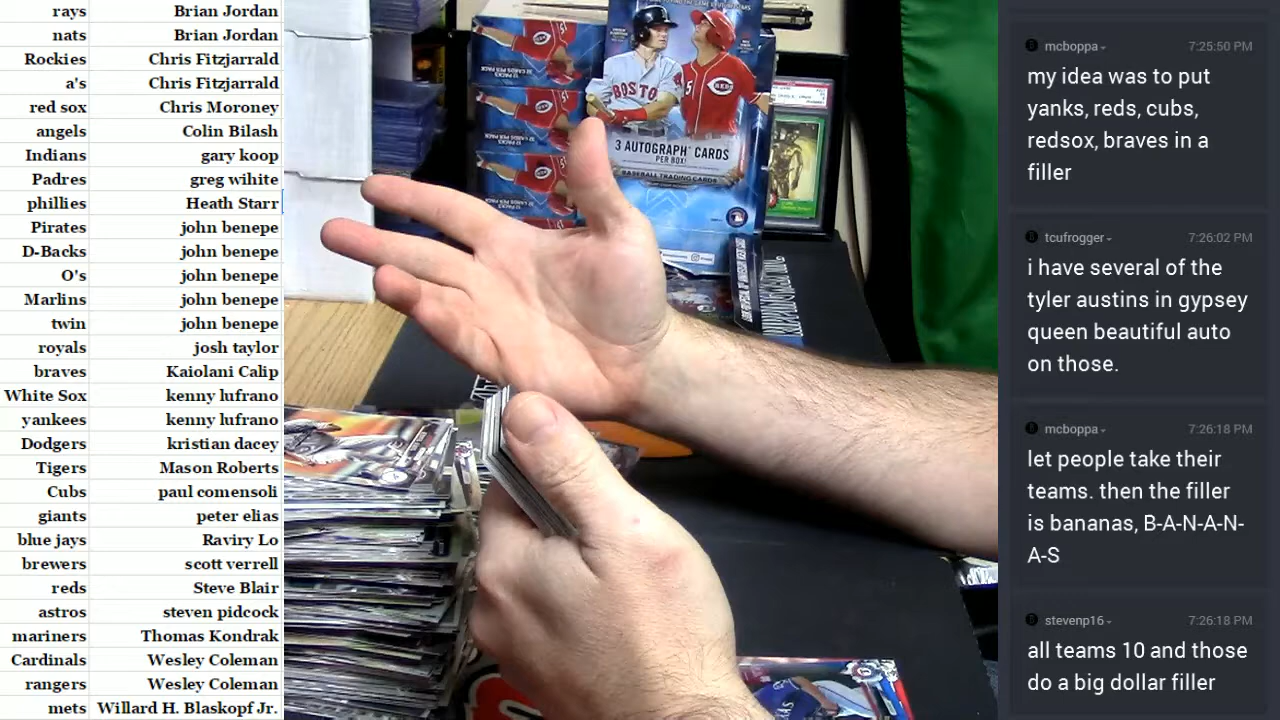 rays Brian Jordan
nats Brian Jordan
Rockies Chris Fitzjarrald
a's Chris Fitzjarrald
red sox Chris Moroney
angels Colin Bilash
Indians gary koop
Padres greg wihite
phillies Heath Starr
Pirates john benepe
D-Backs john benepe
O's john benepe
Marlins john benepe
twin john benepe
royals josh taylor
braves Kaiolani Calip
White Sox kenny lufrano
yankees kenny lufrano
Dodgers kristian dacey
Tigers Mason Roberts
Cubs paul comensoli
giants peter elias
blue jays Raviry Lo
brewers scott verrell
reds Steve Blair
astros steven pidcock
mariners Thomas Kondrak
Cardinals Wesley Coleman
rangers Wesley Coleman
mets Willard H. Blaskopf Jr.
BOSTON
REDS
3 AUTOGRAPH CARDS
PER BOX!
BASEBALL TRADING CARDS
mcboppa 7:25:50 PM
my idea was to put
yanks, reds, cubs,
redsox, braves in a
filler
tcufrogger 7:26:02 PM
i have several of the
tyler austins in gypsey
queen beautiful auto
on those.
mcboppa 7:26:18 PM
let people take their
teams. then the filler
is bananas, B-A-N-A-N-
A-S
stevenp16 7:26:18 PM
all teams 10 and those
do a big dollar filler